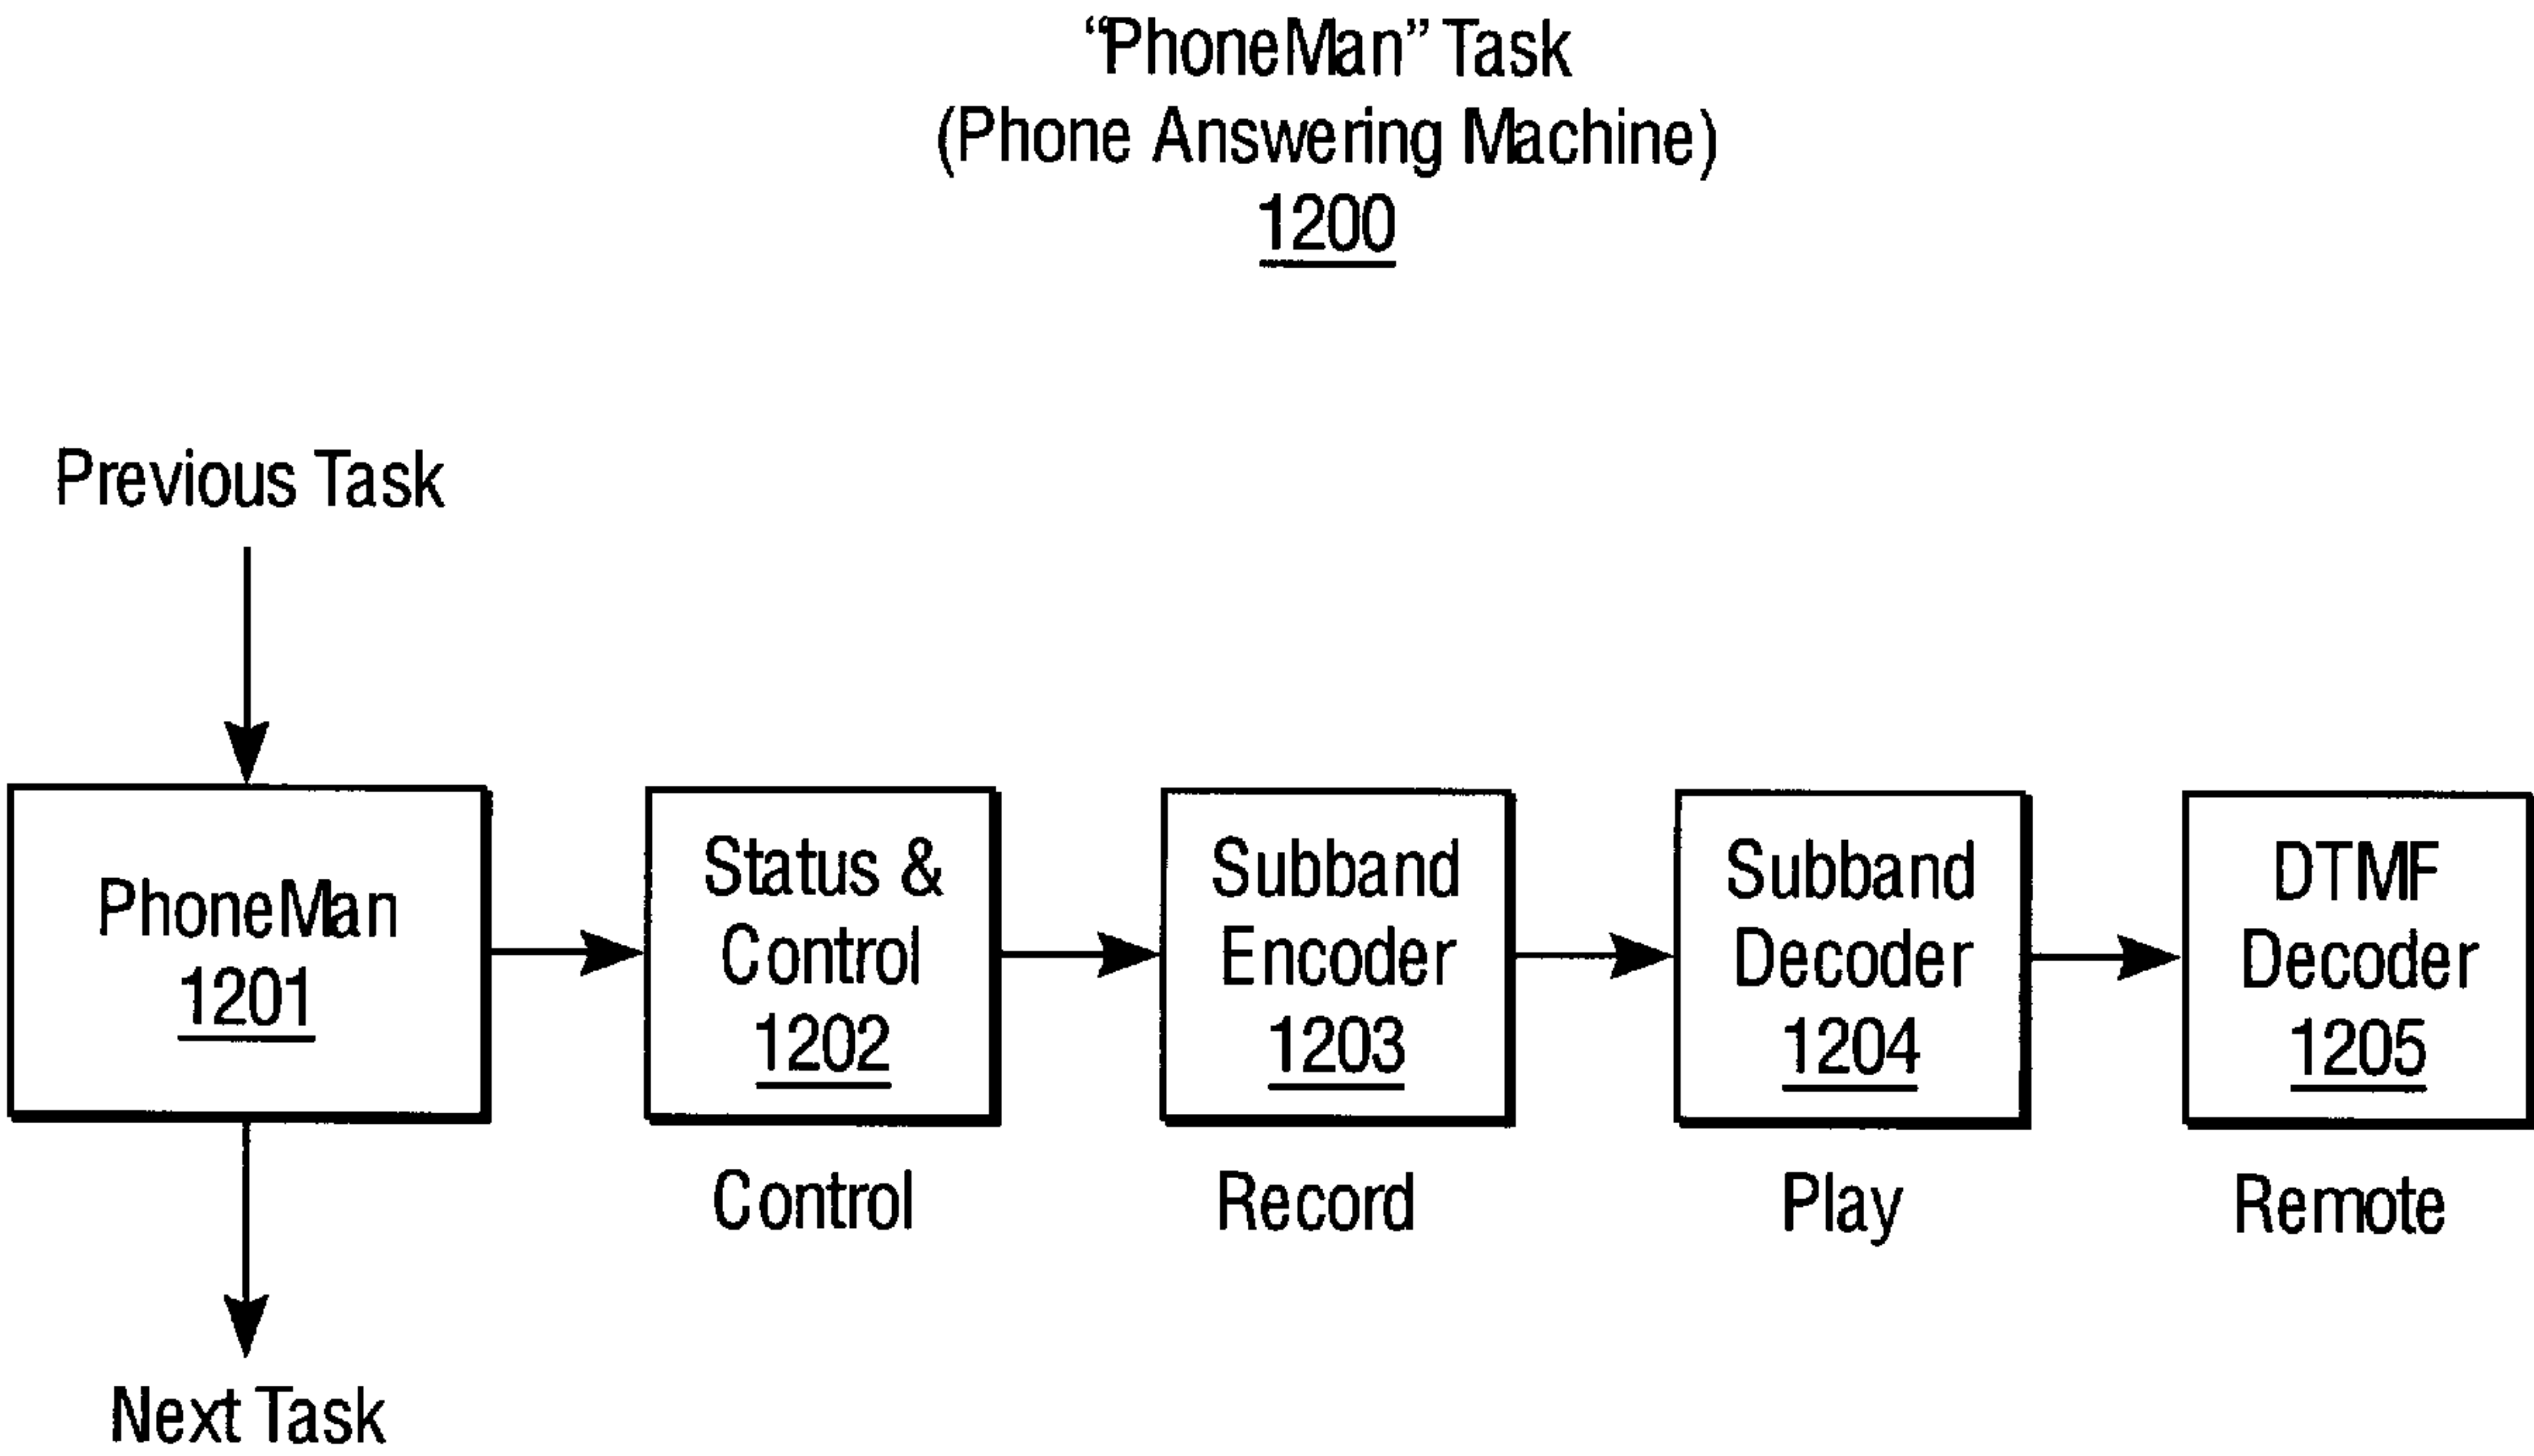 “PhoneMan” Task
(Phone Answering Machine)
1200
Previous Task
PhoneMan
1201
Status &
Control
1202
Subband
Encoder
1203
Subband
Decoder
1204
DTMF
Decoder
1205
Control
Record
Play
Remote
Next Task